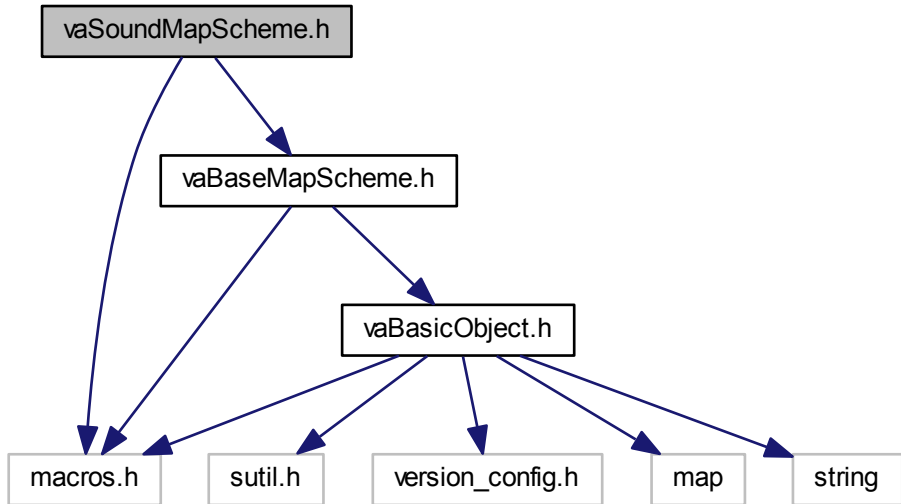 vaSoundMapScheme.h
vaBaseMapScheme.h
vaBasicObject.h
macros.h
sutil.h
version_config.h
map
string